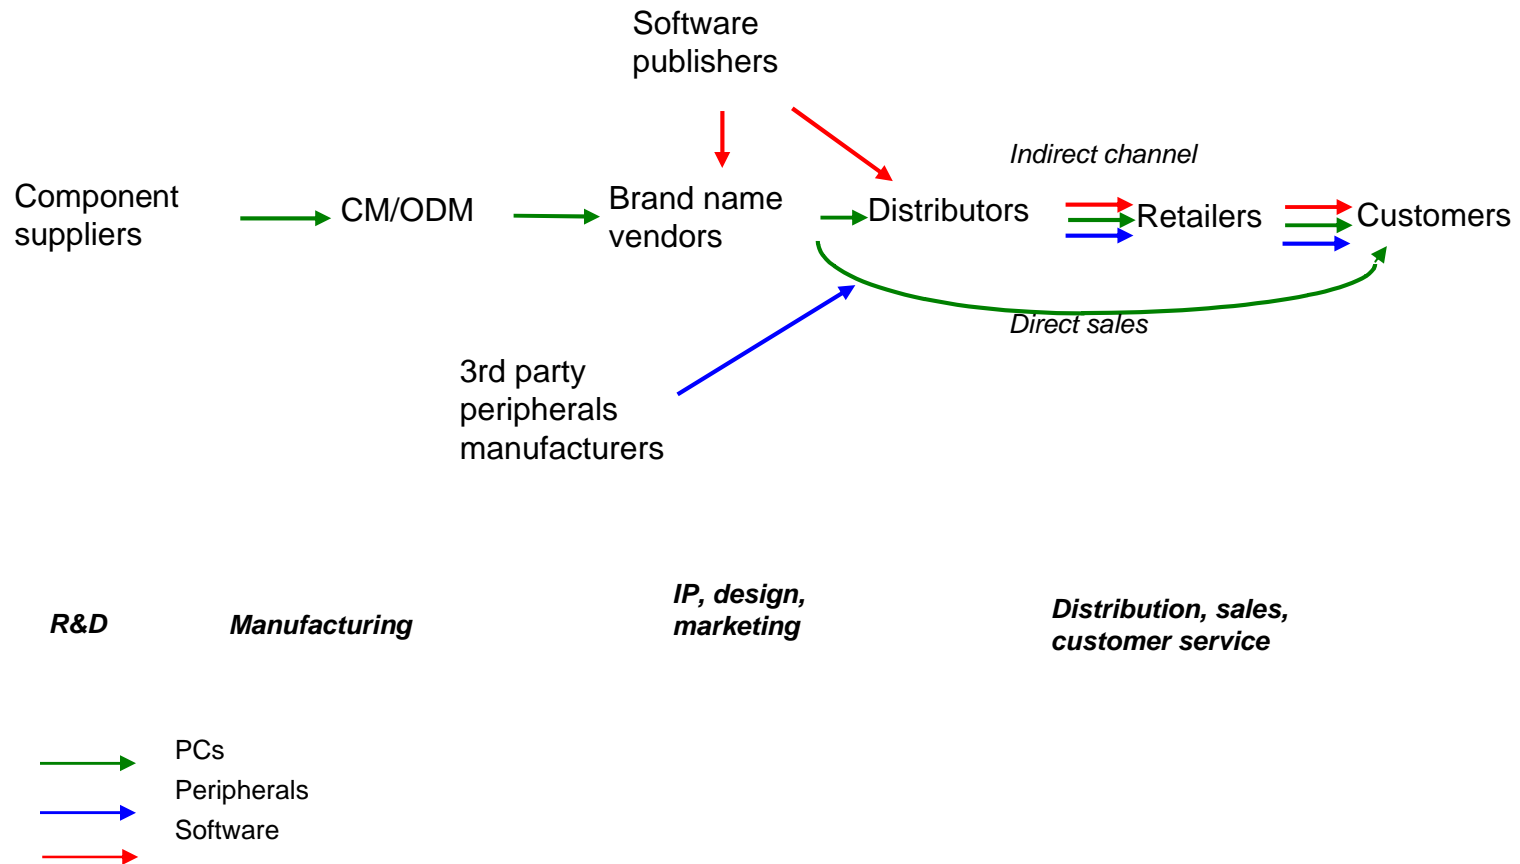 Software
publishers
Indirect channel
Component
suppliers
CM/ODM
Brand name
vendors
Distributors
Retailers
Customers
Direct sales
3rd party
peripherals
manufacturers
R&D
Manufacturing
IP, design,
marketing
Distribution, sales,
customer service
PCs
Peripherals
Software